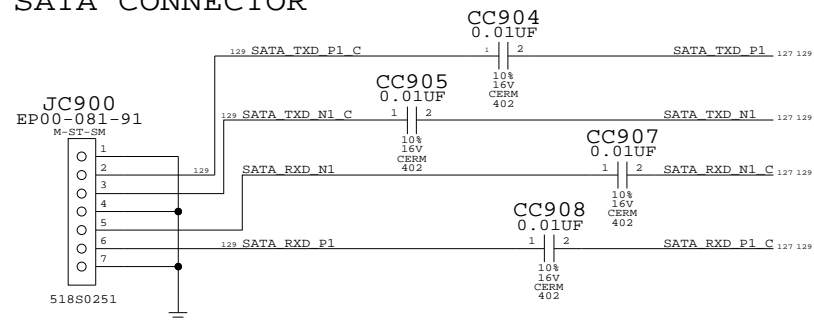 SATA CONNECTOR
CC904
0.01UF
129 SATA_TXD_P1_C 1 2 SATA_TXD_P1 127 129
10%
16V
CERM
402
CC905
0.01UF
129 SATA_TXD_N1_C 1 2 SATA_TXD_N1 127 129
10%
16V
CERM
402
JC900
EP00-081-91
M-ST-SM
1
2 129
3
4
5
6
7
518S0251
CC907
0.01UF
SATA_RXD_N1 1 2 SATA_RXD_N1_C 127 129
10%
16V
CERM
402
CC908
0.01UF
129 SATA_RXD_P1 1 2 SATA_RXD_P1_C 127 129
10%
16V
CERM
402